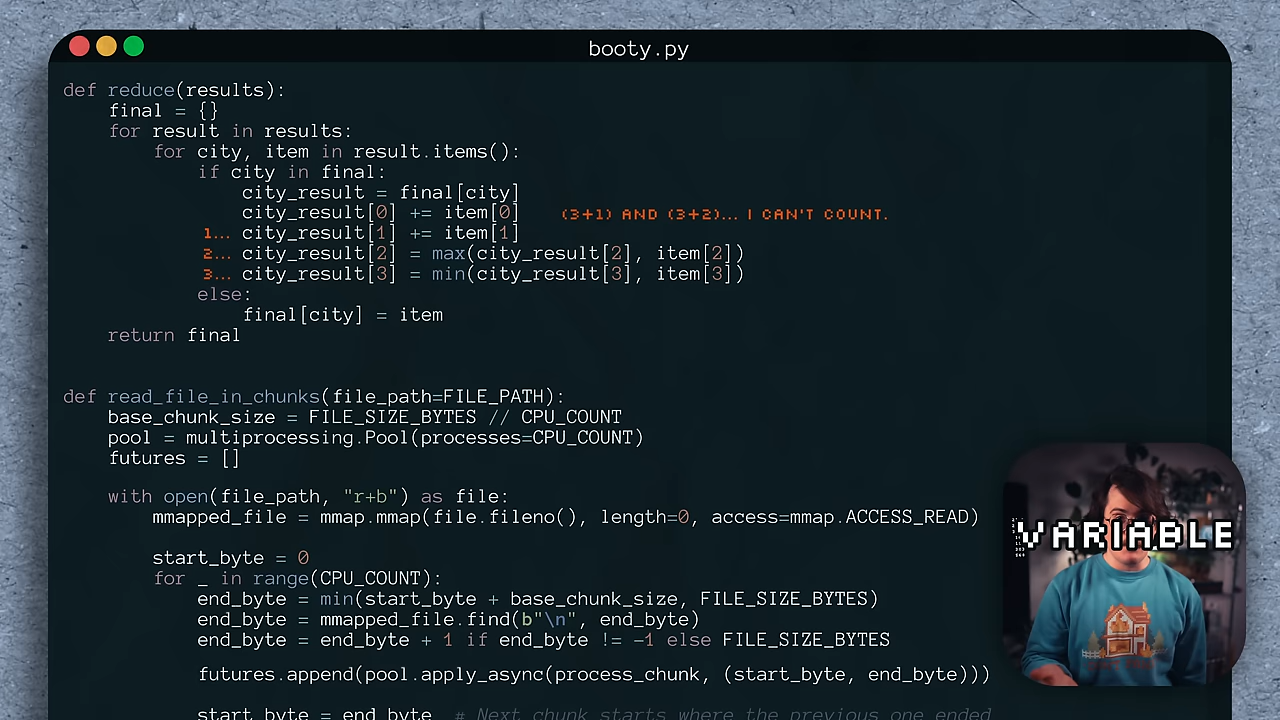 booty.py
def reduce(results):
    final = {}
    for result in results:
        for city, item in result.items():
            if city in final:
                city_result = final[city]
                city_result[0] += item[0] (3+1) AND (3+2)... I CAN'T COUNT.
1... city_result[1] += item[1]
2... city_result[2] = max(city_result[2], item[2])
3... city_result[3] = min(city_result[3], item[3])
            else:
                final[city] = item
    return final
def read_file_in_chunks(file_path=FILE_PATH):
    base_chunk_size = FILE_SIZE_BYTES // CPU_COUNT
    pool = multiprocessing.Pool(processes=CPU_COUNT)
    futures = []
    with open(file_path, "r+b") as file:
        mmapped_file = mmap.mmap(file.fileno(), length=0, access=mmap.ACCESS_READ)
        start_byte = 0
        for _ in range(CPU_COUNT):
            end_byte = min(start_byte + base_chunk_size, FILE_SIZE_BYTES)
            end_byte = mmapped_file.find(b"\n", end_byte)
            end_byte = end_byte + 1 if end_byte != -1 else FILE_SIZE_BYTES
            futures.append(pool.apply_async(process_chunk, (start_byte, end_byte)))
            start_byte = end_byte # Next chunk starts where the previous one ended
VARIABLE